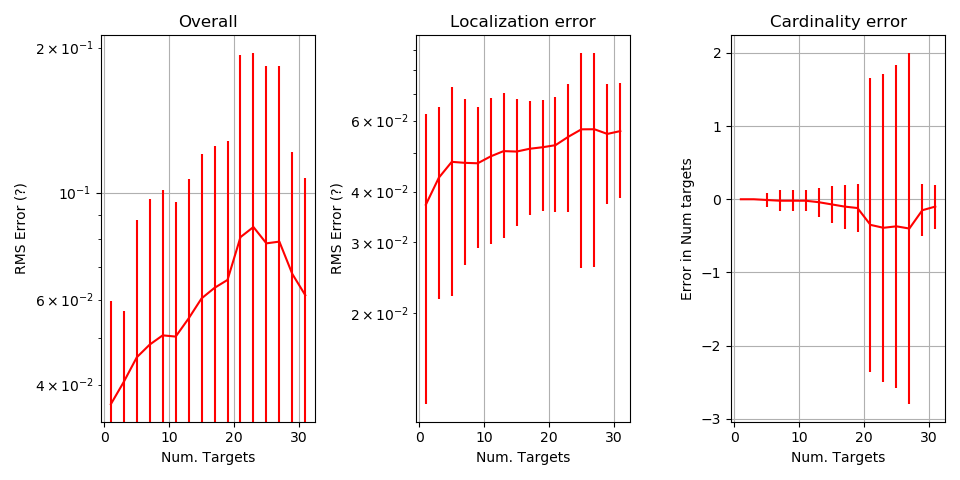 Overall
Localization error
Cardinality error
2 × 10⁻¹
10⁻¹
6 × 10⁻²
4 × 10⁻²
RMS Error (?)
0 10 20 30
Num. Targets
6 × 10⁻²
4 × 10⁻²
3 × 10⁻²
2 × 10⁻²
RMS Error (?)
0 10 20 30
Num. Targets
2
1
0
−1
−2
−3
Error in Num targets
0 10 20 30
Num. Targets